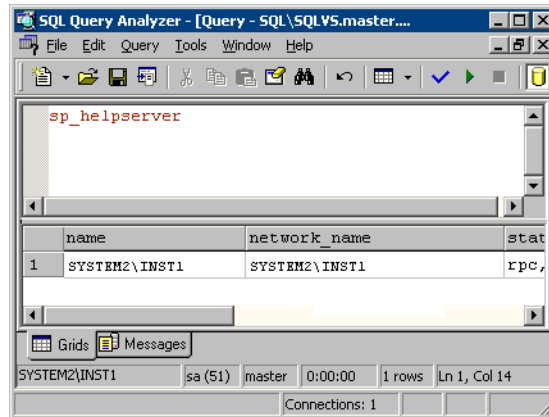 SQL Query Analyzer - [Query - SQL\SQLVS.master....
File Edit Query Tools Window Help
sp_helpserver
name network_name stat
1 SYSTEM2\INST1 SYSTEM2\INST1 rpc,
Grids Messages
SYSTEM2\INST1 sa (51) master 0:00:00 1 rows Ln 1, Col 14
Connections: 1